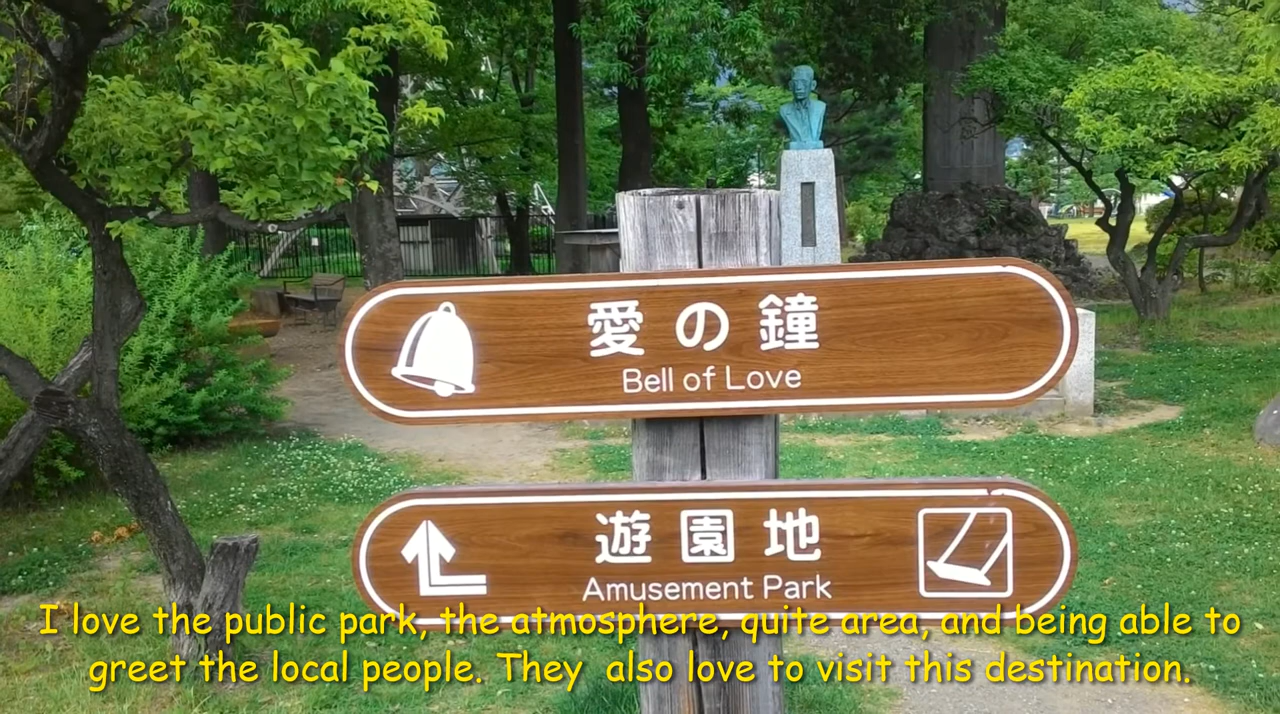 愛の鐘
Bell of Love
遊園地
Amusement Park
I love the public park, the atmosphere, quite area, and being able to
greet the local people. They  also love to visit this destination.